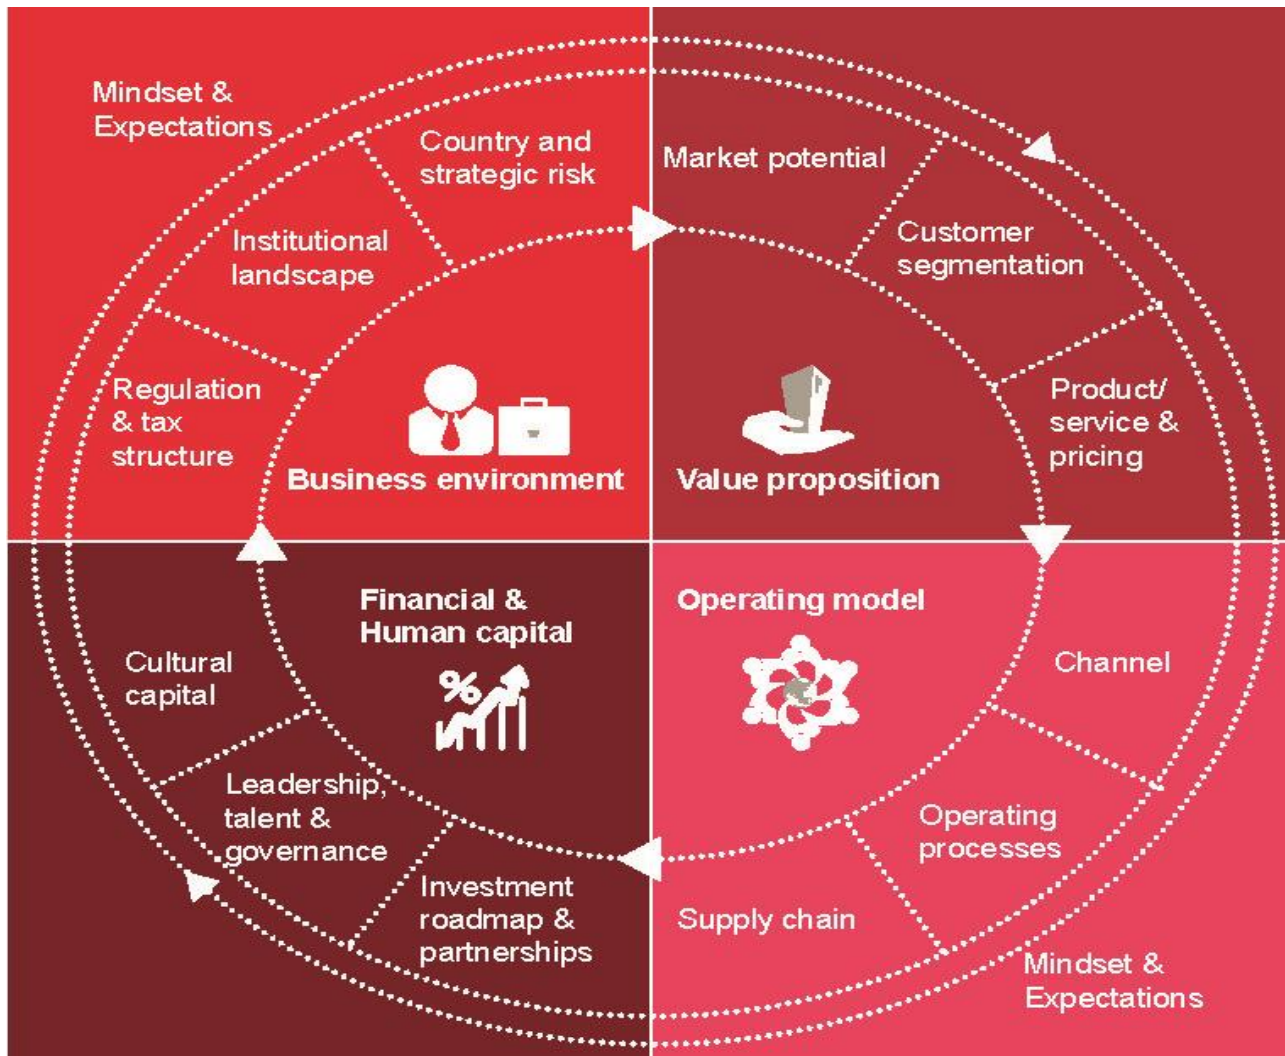 Mindset &
Expectations
Country and
strategic risk
Institutional
landscape
Regulation
& tax
structure
Business environment
Market potential
Customer
segmentation
Product/
service &
pricing
Value proposition
Financial &
Human capital
%
Cultural
capital
Leadership,
talent &
governance
Investment
roadmap &
partnerships
Operating model
Channel
Operating
processes
Supply chain
Mindset &
Expectations